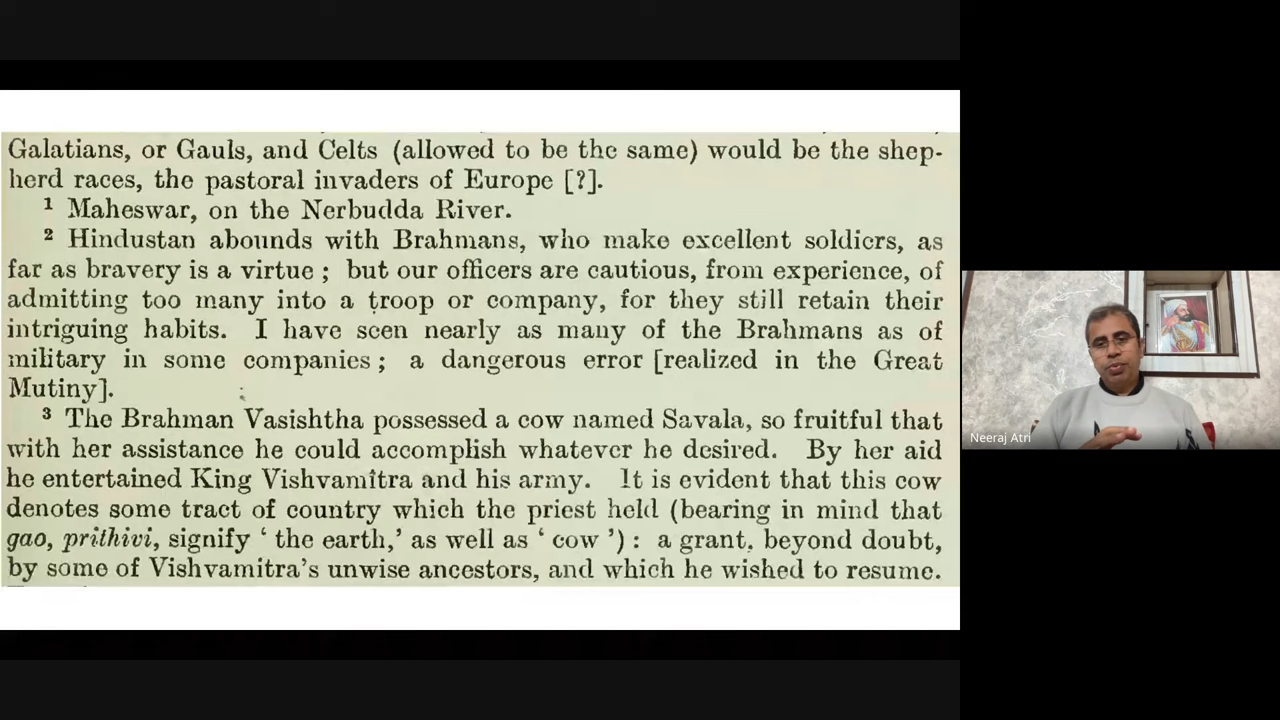 Galatians, or Gauls, and Celts (allowed to be the same) would be the shep-
herd races, the pastoral invaders of Europe [?].
¹ Maheswar, on the Nerbudda River.
² Hindustan abounds with Brahmans, who make excellent soldiers, as
far as bravery is a virtue ; but our officers are cautious, from experience, of
admitting too many into a troop or company, for they still retain their
intriguing habits. I have seen nearly as many of the Brahmans as of
military in some companies ; a dangerous error [realized in the Great
Mutiny].
³ The Brahman Vasishtha possessed a cow named Savala, so fruitful that
with her assistance he could accomplish whatever he desired. By her aid
he entertained King Vishvamītra and his army. It is evident that this cow
denotes some tract of country which the priest held (bearing in mind that
gao, prithivi, signify ‘ the earth,’ as well as ‘ cow ’) : a grant, beyond doubt,
by some of Vishvamitra's unwise ancestors, and which he wished to resume.
Neeraj Atri